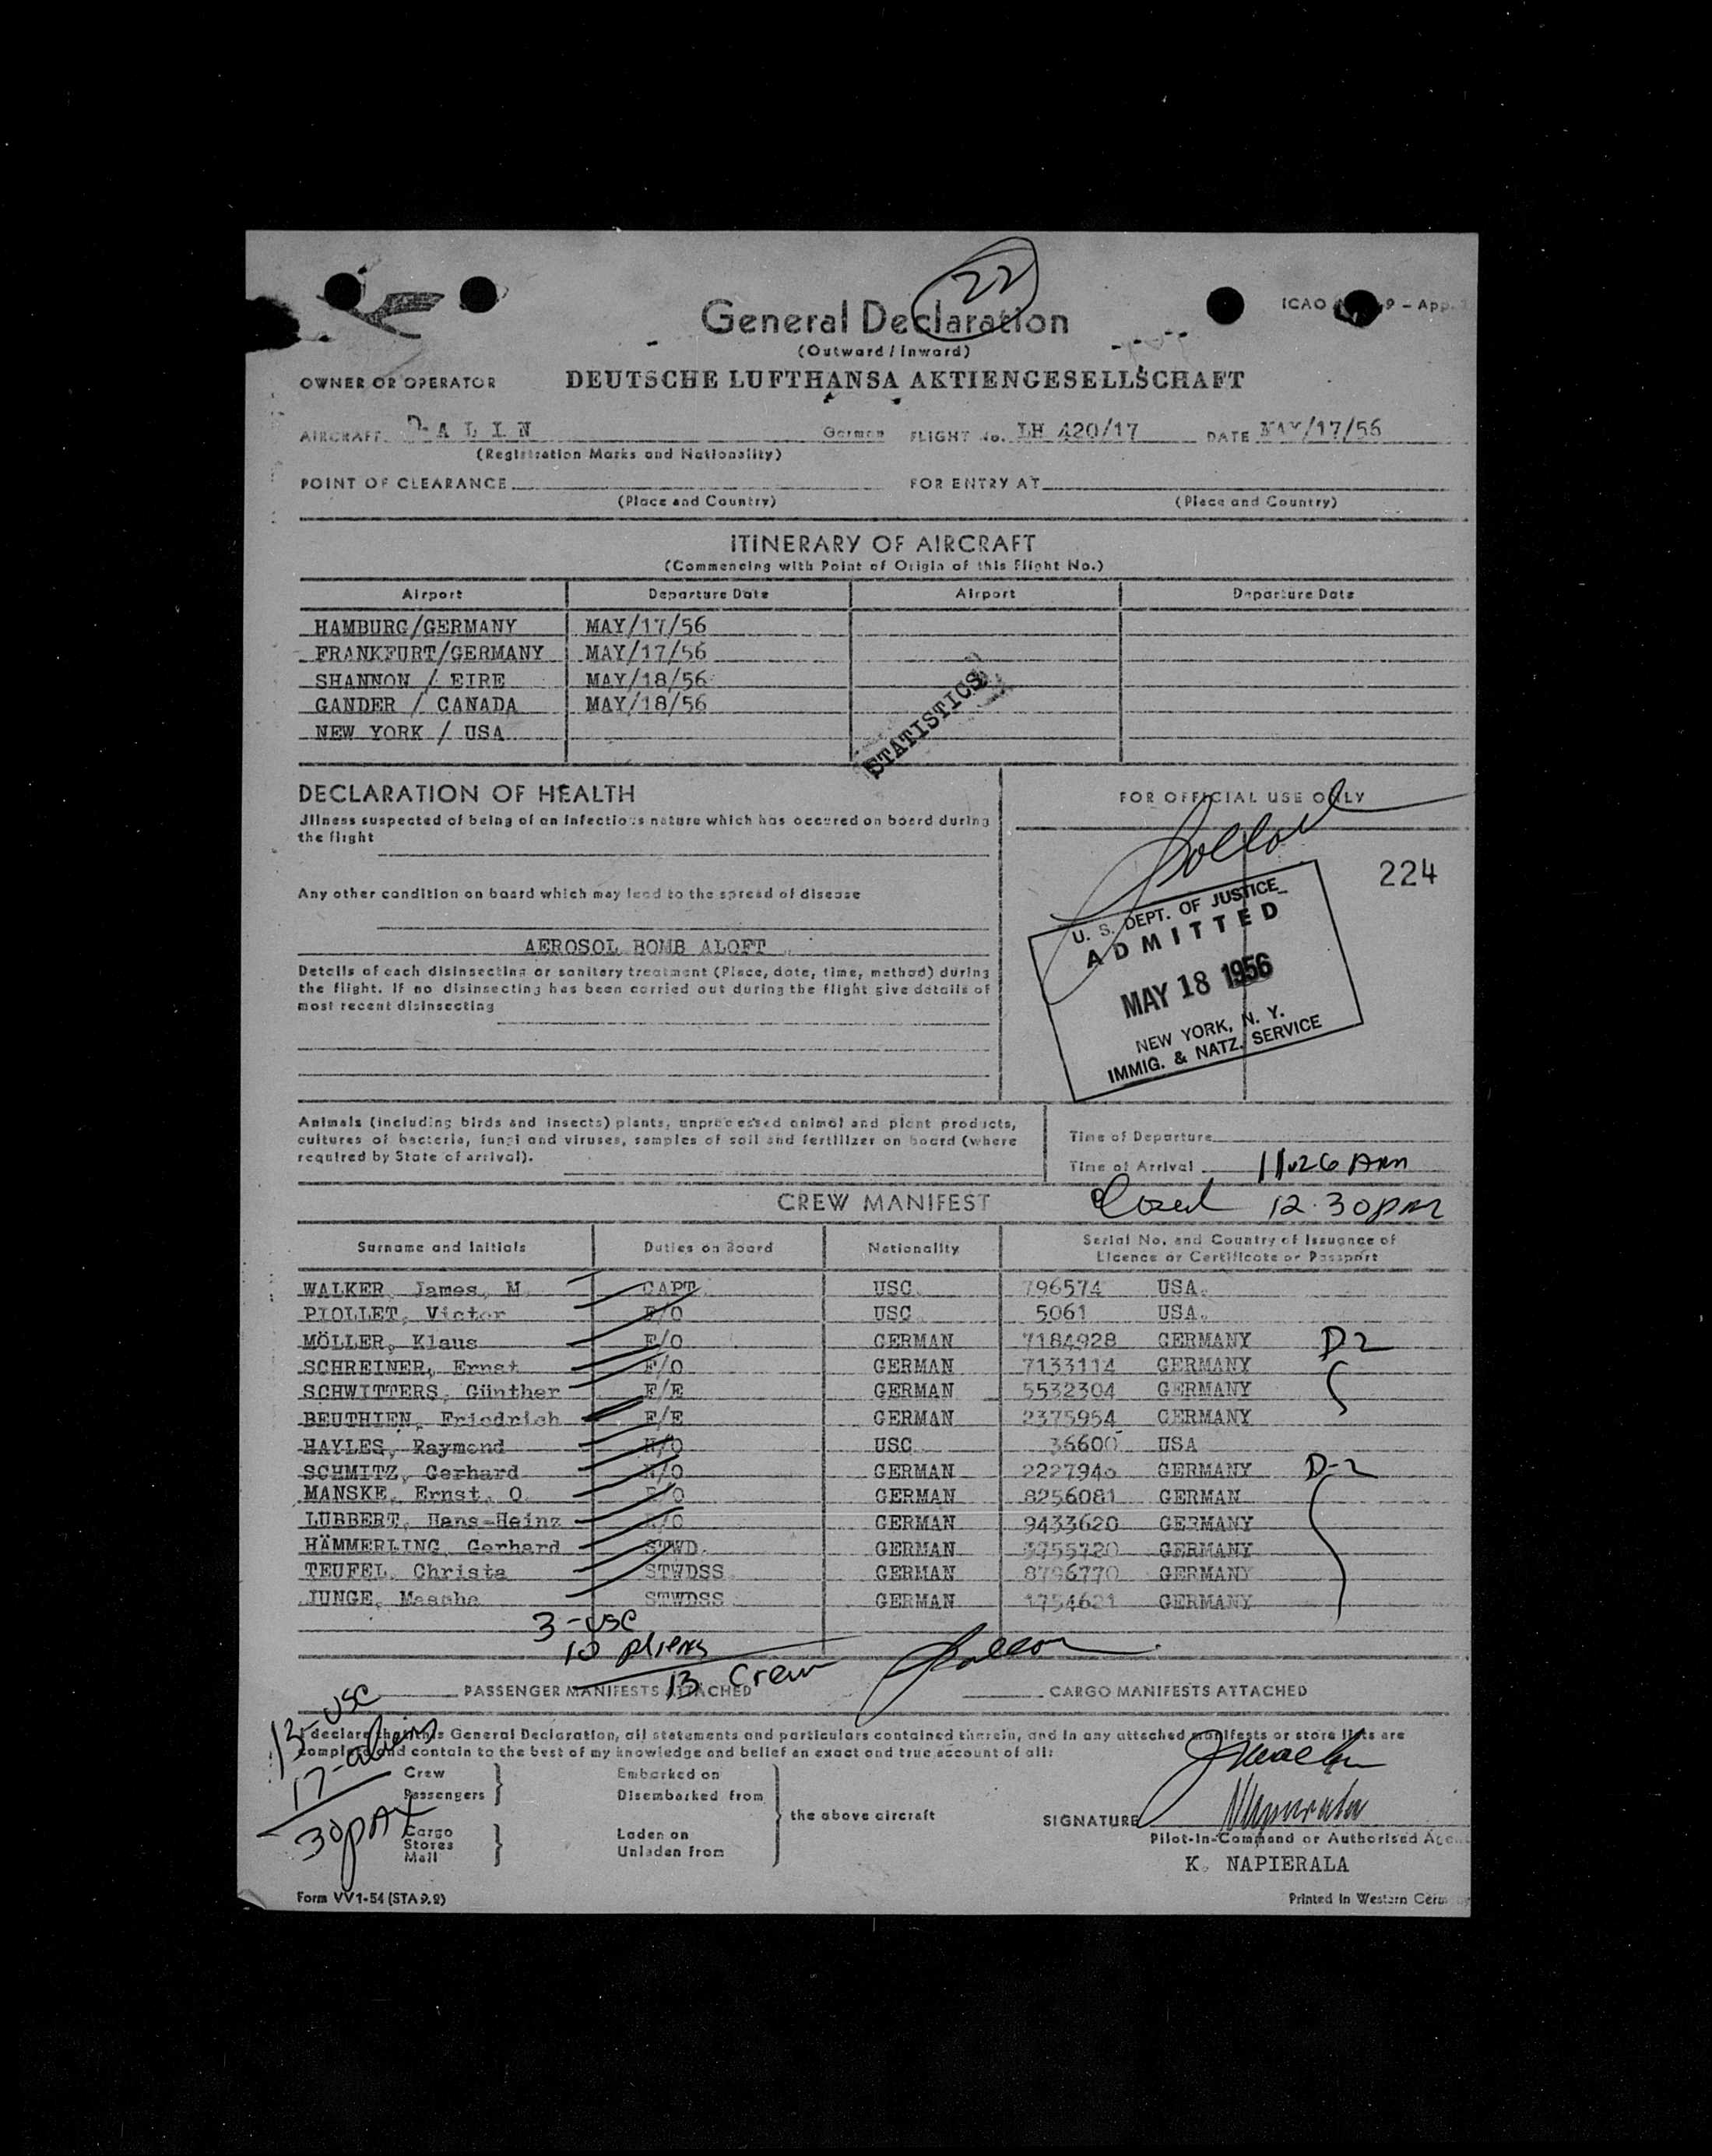 22
General Declaration
(Outward / Inward)
ICAO 9 – App.
OWNER OR OPERATOR DEUTSCHE LUFTHANSA AKTIENGESELLSCHAFT
AIRCRAFT D-A L I N German FLIGHT No. LH 420/17 DATE MAY/17/56
(Registration Marks and Nationality)
POINT OF CLEARANCE FOR ENTRY AT
(Place and Country) (Place and Country)
ITINERARY OF AIRCRAFT
(Commencing with Point of Origin of this Flight No.)
Airport Departure Date Airport Departure Date
HAMBURG/GERMANY MAY/17/56
FRANKFURT/GERMANY MAY/17/56
SHANNON / EIRE MAY/18/56
GANDER / CANADA MAY/18/56
NEW YORK / USA
STATISTICS
DECLARATION OF HEALTH
Jllness suspected of being of an infectious nature which has occured on board during
the flight
Any other condition on board which may lead to the spread of disease
AEROSOL BOMB ALOFT
Details of each disinsecting or sanitary treatment (Place, date, time, method) during
the flight. If no disinsecting has been carried out during the flight give details of
most recent disinsecting
FOR OFFICIAL USE ONLY
224
U. S. DEPT. OF JUSTICE
ADMITTED
MAY 18 1956
NEW YORK, N. Y.
IMMIG. & NATZ. SERVICE
Animals (including birds and insects) plants, unprocessed animal and plant products,
cultures of bacteria, fungi and viruses, samples of soil and fertilizer on board (where
required by State of arrival).
Time of Departure
Time of Arrival 11:26 AM
CREW MANIFEST Closed 12.30PM
Surname and Initials Duties on Board Nationality Serial No. and Country of Issuance of
Licence or Certificate or Passport
WALKER, James, M. CAPT. USC. 796574 USA.
PIOLLET, Victor F/O USC 5061 USA.
MÖLLER, Klaus F/O GERMAN 7184928 GERMANY D2
SCHREINER, Ernst F/O GERMAN 7133114 GERMANY
SCHWITTERS, Günther F/E GERMAN 5532304 GERMANY
BEUTHIEN, Friedrich F/E GERMAN 2375954 GERMANY
HAYLES, Raymond N/O USC 36600 USA
SCHMITZ, Gerhard N/O GERMAN 2227940 GERMANY D-2
MANSKE, Ernst, O. R/O GERMAN 8256081 GERMAN
LÜBBERT, Hans-Heinz R/O GERMAN 9433620 GERMANY
HÄMMERLING, Gerhard STWD. GERMAN 3755720 GERMANY
TEUFEL, Christa STWDSS GERMAN 8796770 GERMANY
JUNGE, Mascha STWDSS GERMAN 1754621 GERMANY
3-USC
10 aliens
13 Crew
PASSENGER MANIFESTS ATTACHED CARGO MANIFESTS ATTACHED
13-USC
17-aliens
30 PAX
I declare that this General Declaration, all statements and particulars contained therein, and in any attached manifests or store lists are
complete and contain to the best of my knowledge and belief an exact and true account of all:
Crew
Passengers
Embarked on
Disembarked from
Cargo
Stores
Mail
Laden on
Unladen from
the above aircraft
SIGNATURE
Pilot-in-Command or Authorised Agent
K. NAPIERALA
Form VV1-54 (STA 9.2) Printed in Western Germany